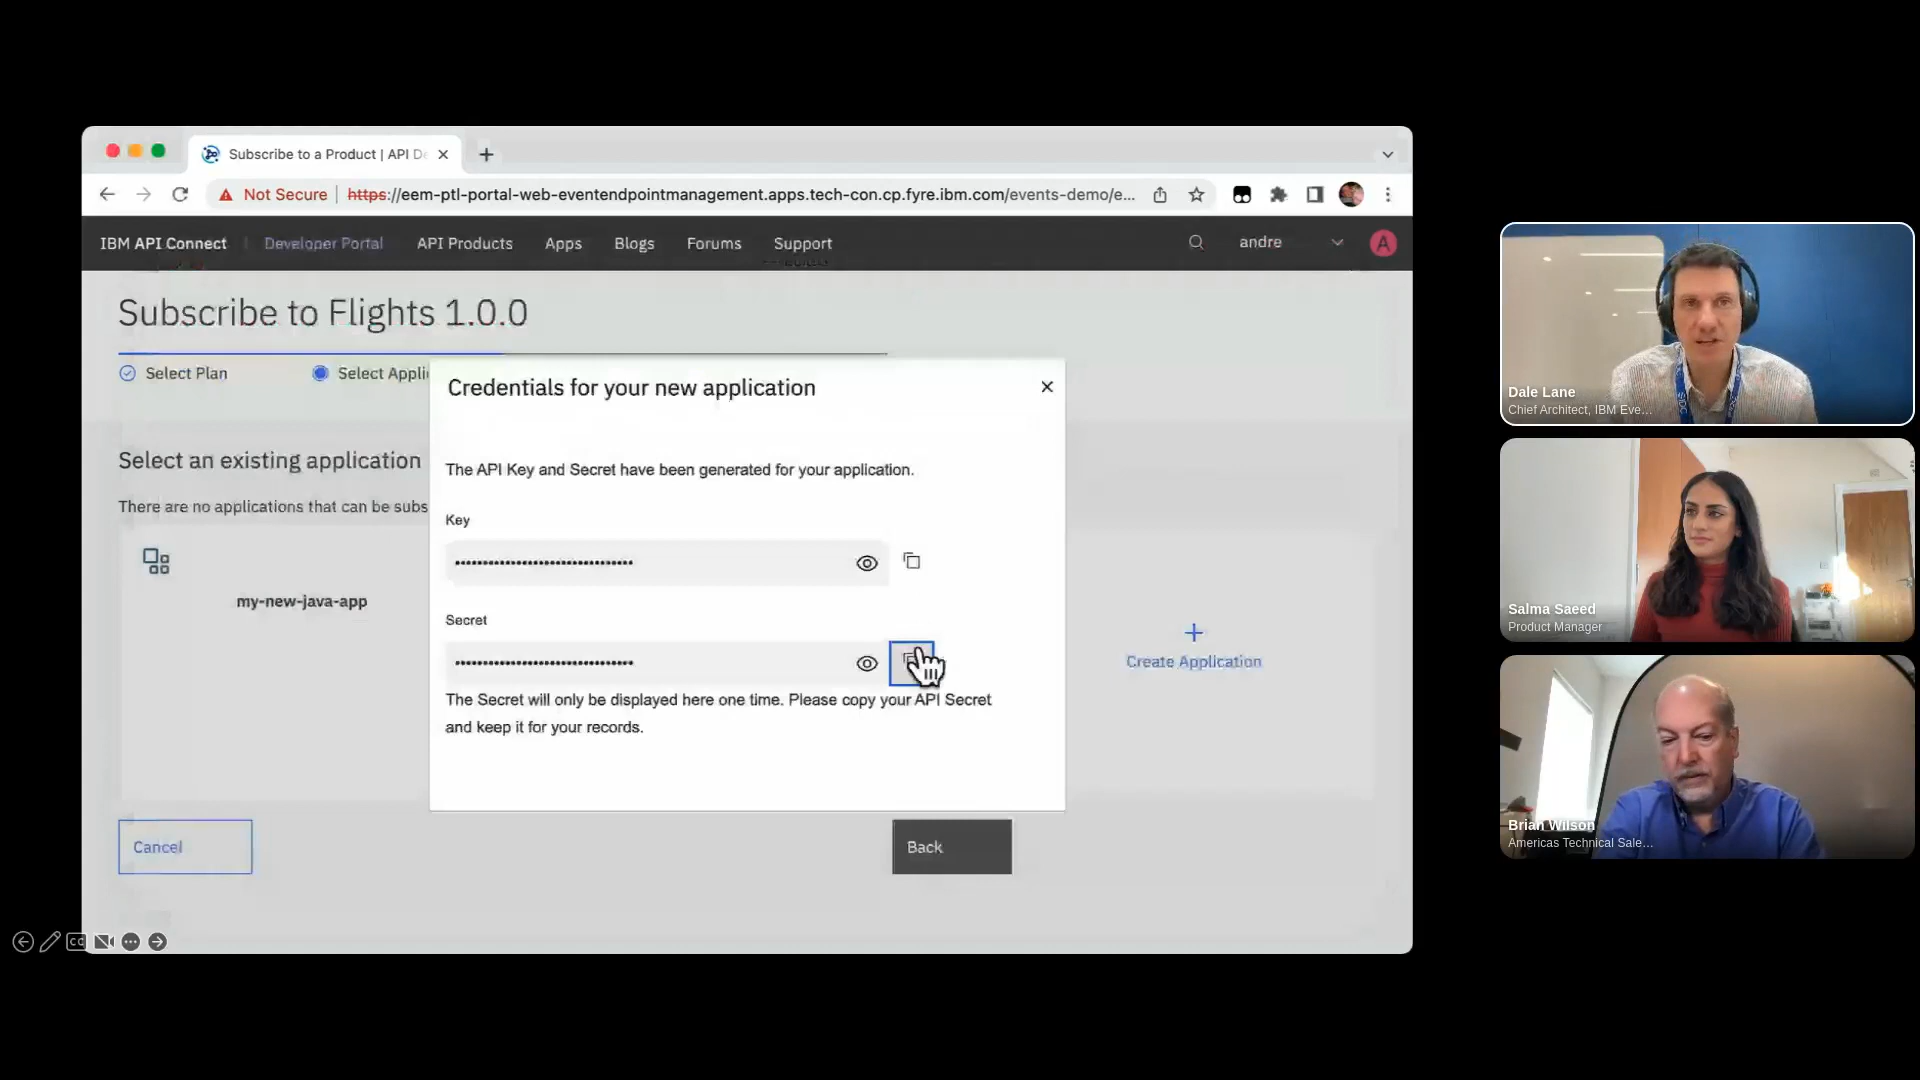 Subscribe to a Product | API De
Not Secure | https://eem-ptl-portal-web-eventendpointmanagement.apps.tech-con.cp.fyre.ibm.com/events-demo/e...
IBM API Connect | Developer Portal API Products Apps Blogs Forums Support andre A
Subscribe to Flights 1.0.0
Select Plan Select Appli
Credentials for your new application
Select an existing application
The API Key and Secret have been generated for your application.
There are no applications that can be subs
Key
my-new-java-app
Secret
Create Application
The Secret will only be displayed here one time. Please copy your API Secret
and keep it for your records.
Cancel
Back
CC
Dale Lane
Chief Architect, IBM Eve...
Salma Saeed
Product Manager
Brian Wilson
Americas Technical Sale...